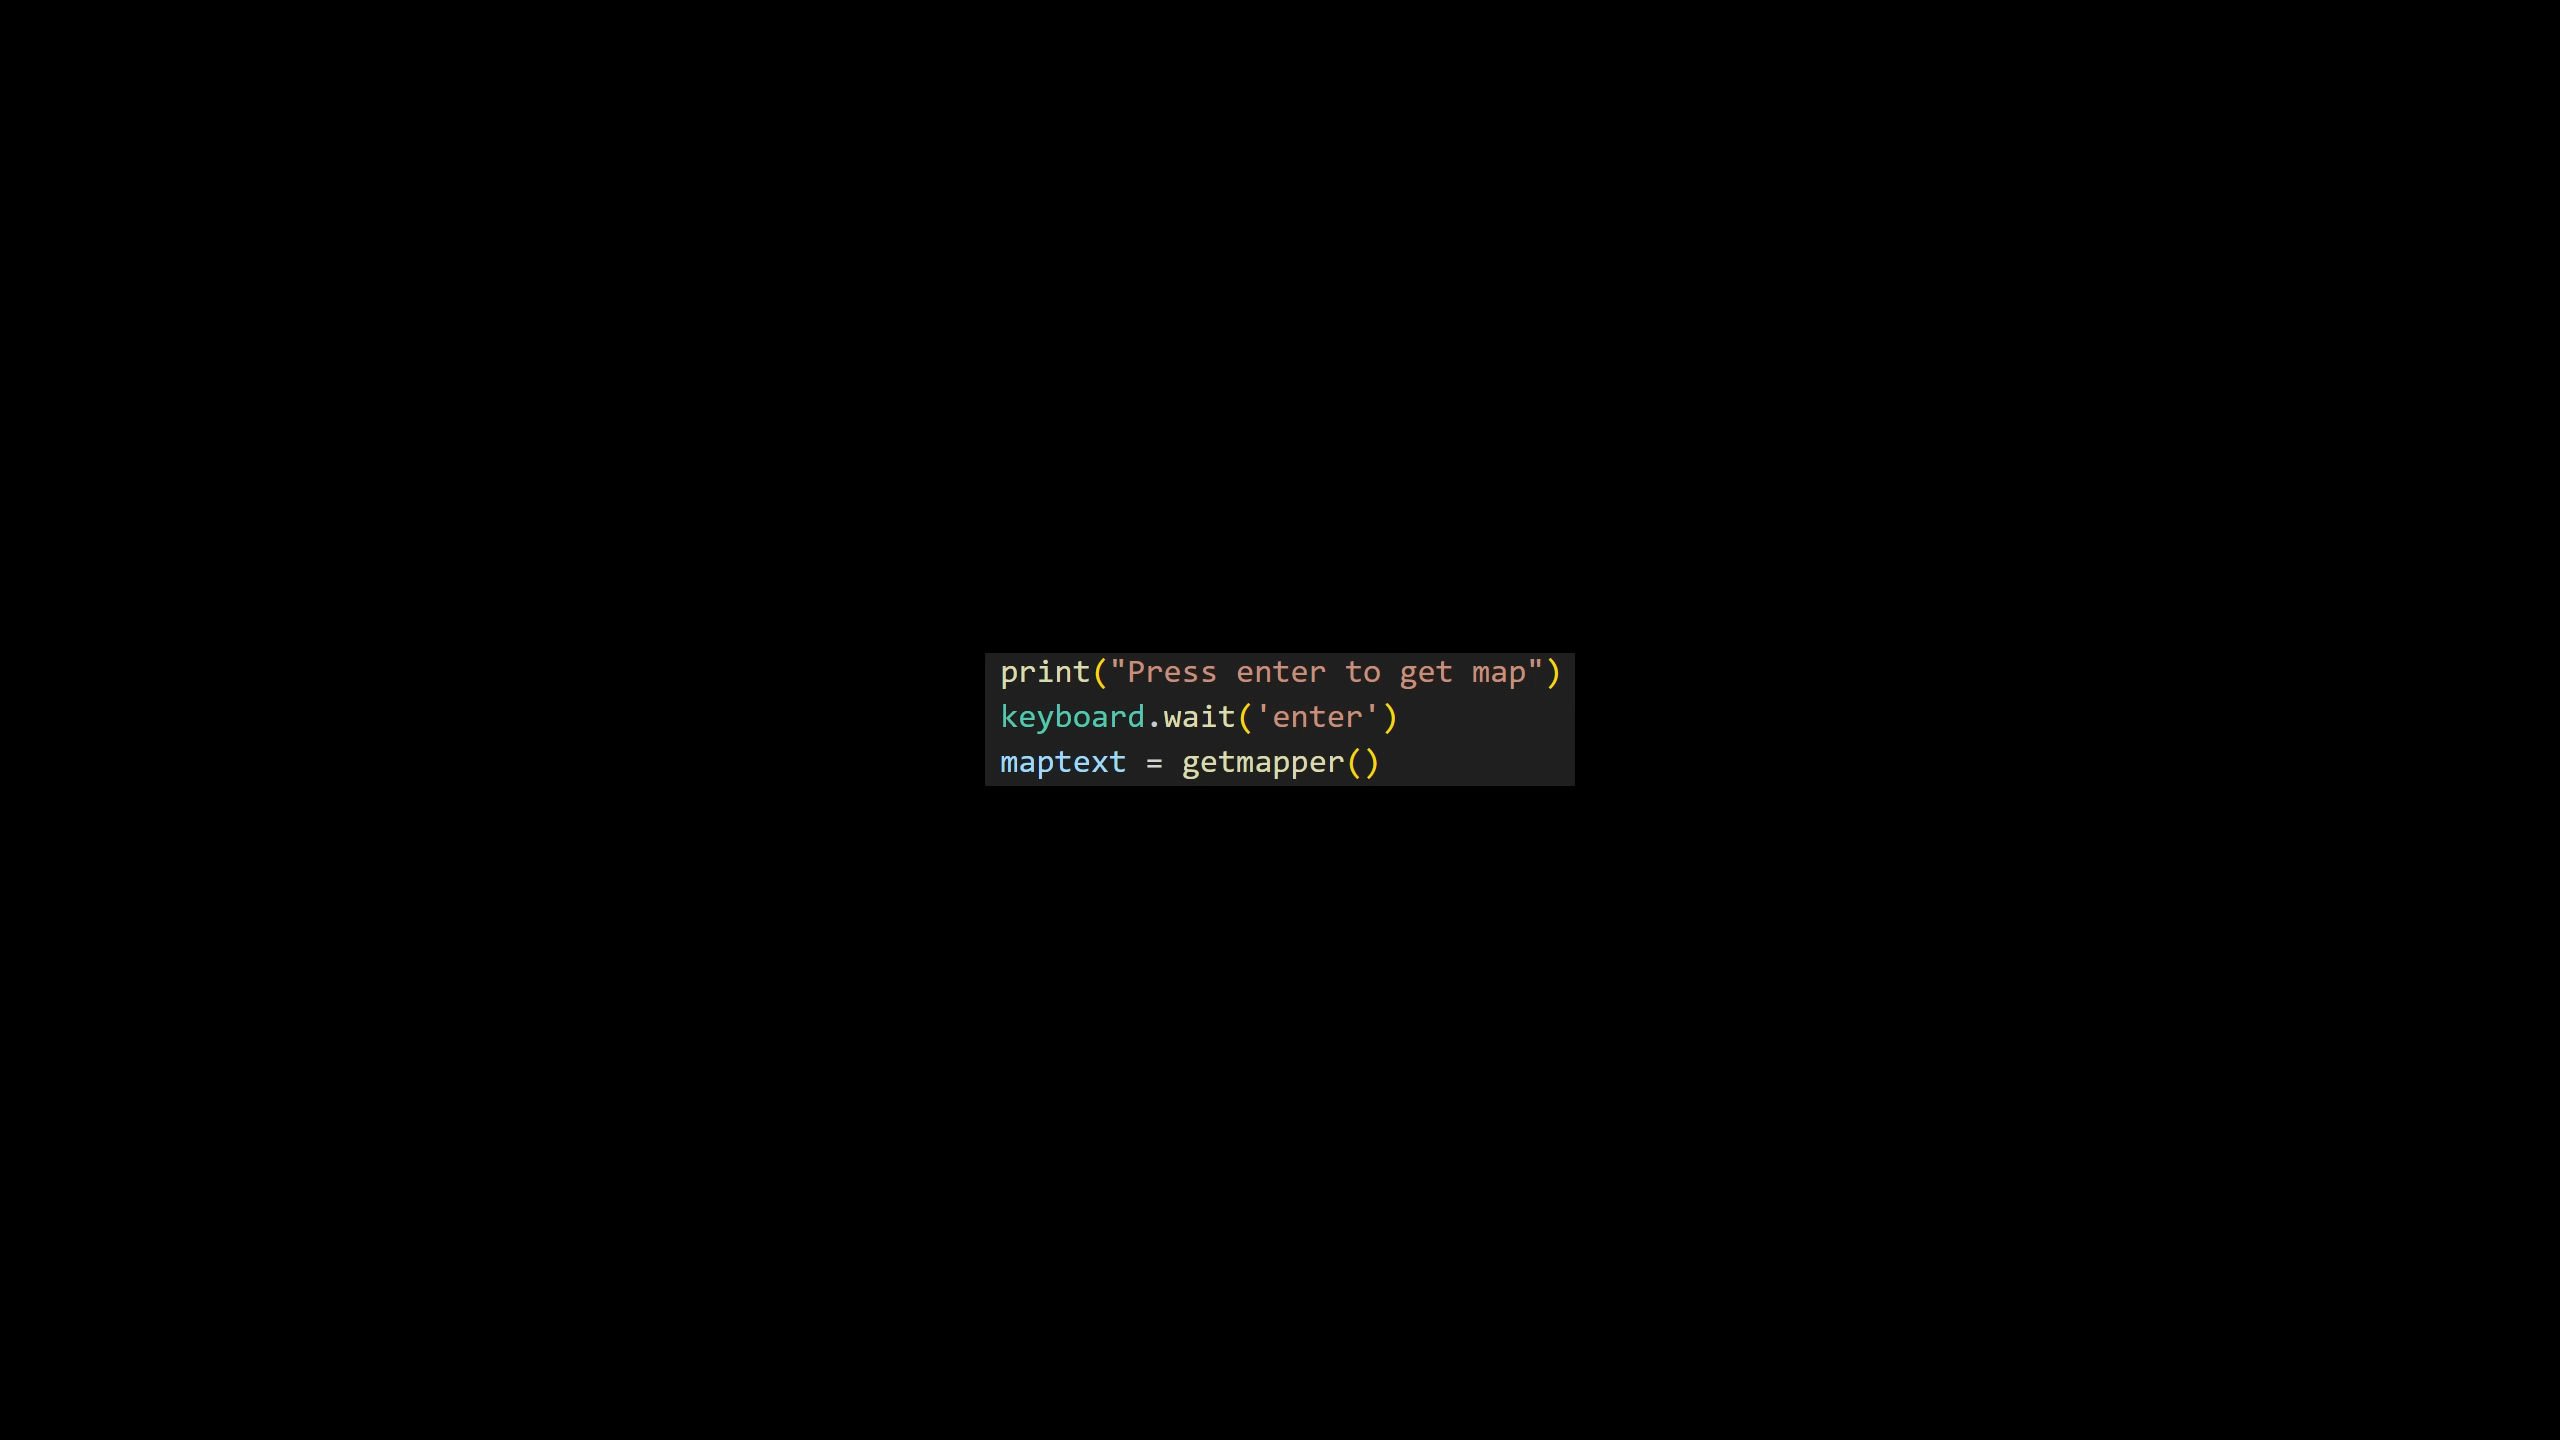 print("Press enter to get map")
keyboard.wait('enter')
maptext = getmapper()